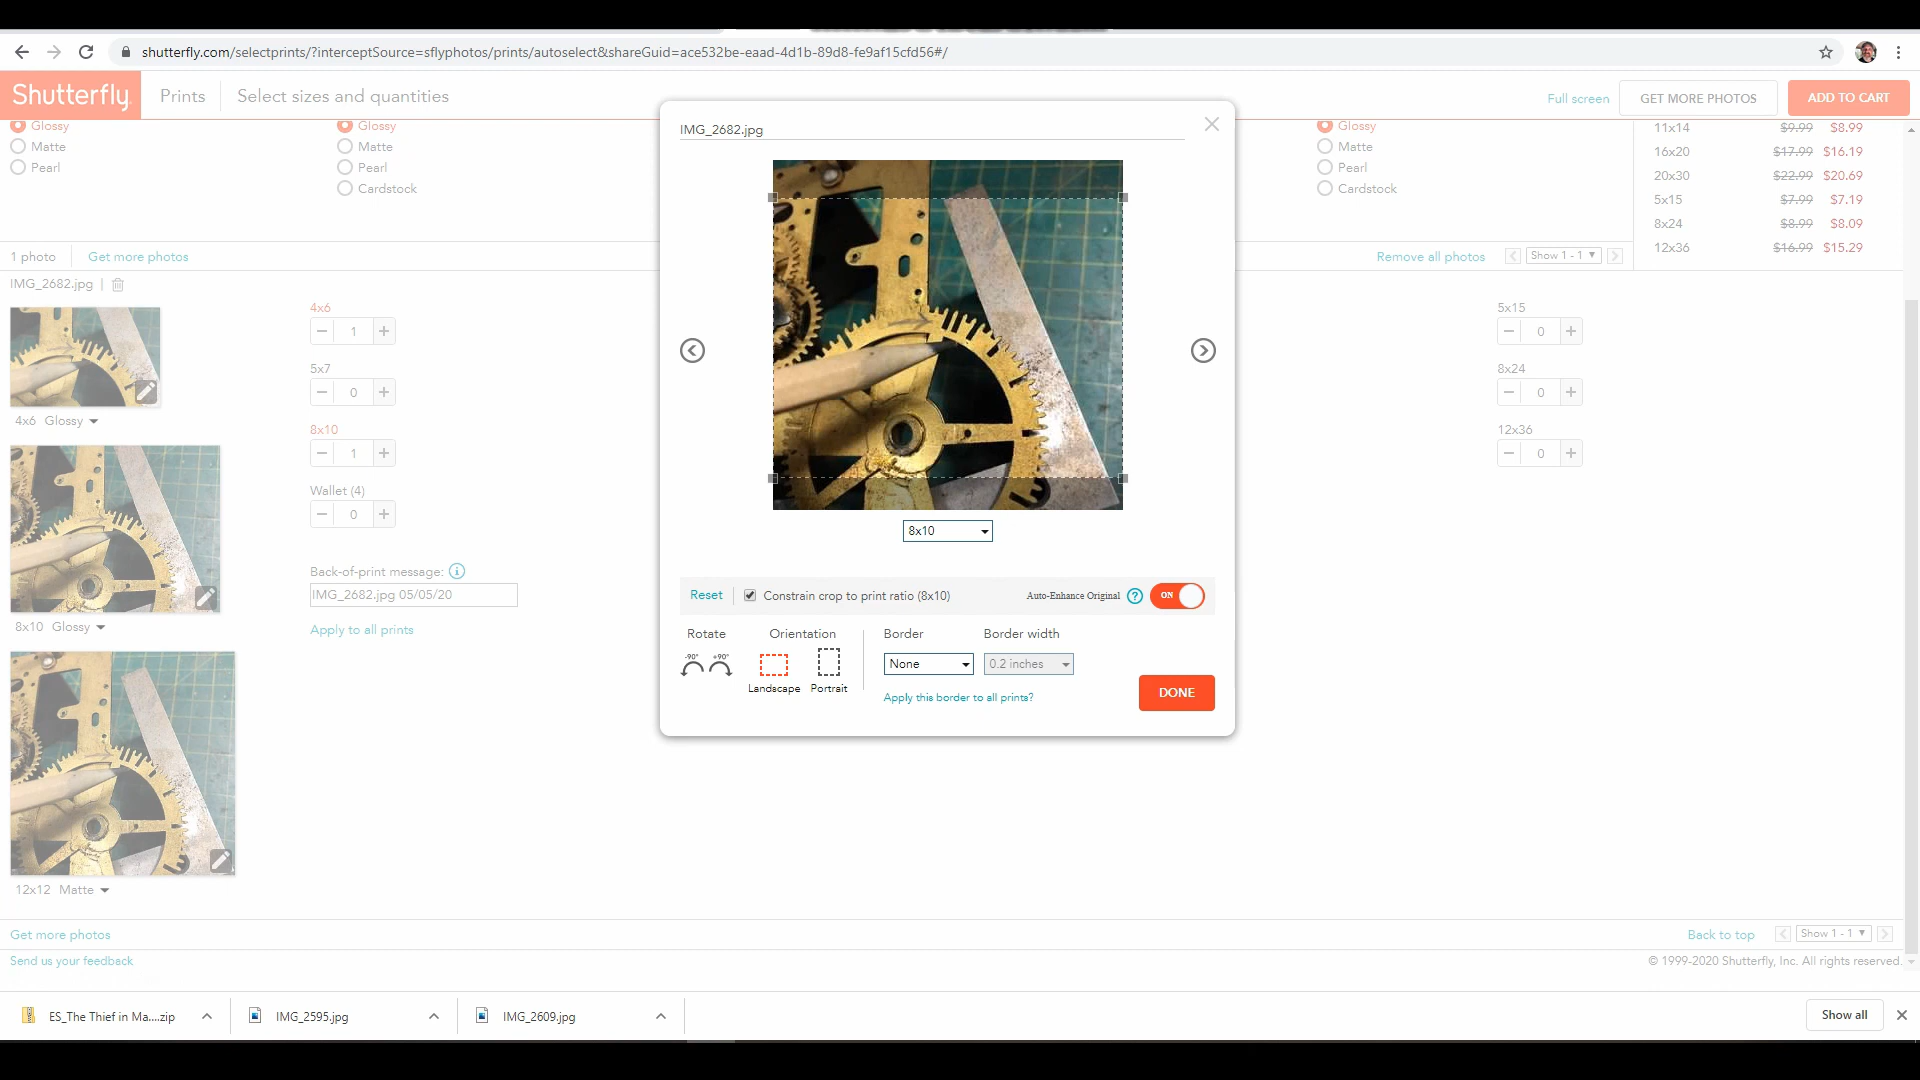 shutterfly.com/selectprints/?interceptSource=sflyphotos/prints/autoselect&shareGuid=ace532be-eaad-4d1b-89d8-fe9af15cfd56#/
Shutterfly Prints Select sizes and quantities Full screen GET MORE PHOTOS ADD TO CART
Glossy Glossy Glossy
Matte Matte Matte
Pearl Pearl Pearl
Cardstock Cardstock
11x14 $9.99 $8.99
16x20 $17.99 $16.19
20x30 $22.99 $20.69
5x15 $7.99 $7.19
8x24 $8.99 $8.09
12x36 $16.99 $15.29
1 photo Get more photos Remove all photos Show 1 - 1
IMG_2682.jpg |
4x6
1
5x7
0
8x10
1
Wallet (4)
0
Back-of-print message:
IMG_2682.jpg 05/05/20
Apply to all prints
4x6 Glossy
8x10 Glossy
12x12 Matte
5x15
0
8x24
0
12x36
0
IMG_2682.jpg
8x10
Reset Constrain crop to print ratio (8x10) Auto-Enhance Original ? ON
Rotate Orientation Border Border width
-90° +90°
None 0.2 inches
Landscape Portrait
Apply this border to all prints?
DONE
Get more photos Back to top Show 1 - 1
Send us your feedback © 1999-2020 Shutterfly, Inc. All rights reserved.
ES_The Thief in Ma....zip IMG_2595.jpg IMG_2609.jpg Show all